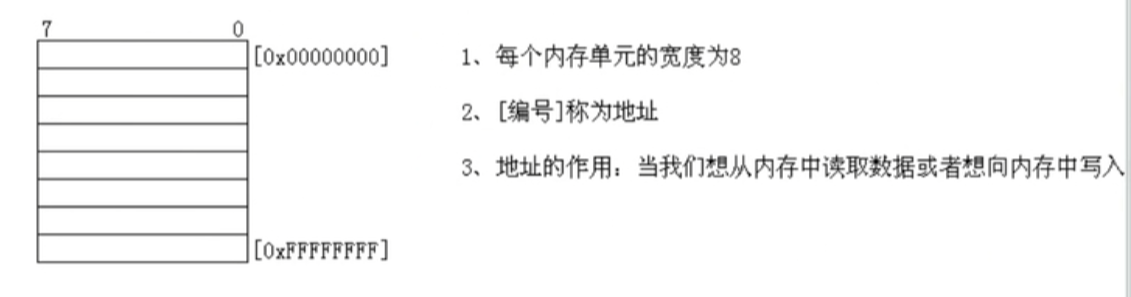 7 0
[0x00000000]
1、每个内存单元的宽度为8
2、[编号]称为地址
3、地址的作用：当我们想从内存中读取数据或者想向内存中写入
[0xFFFFFFFF]